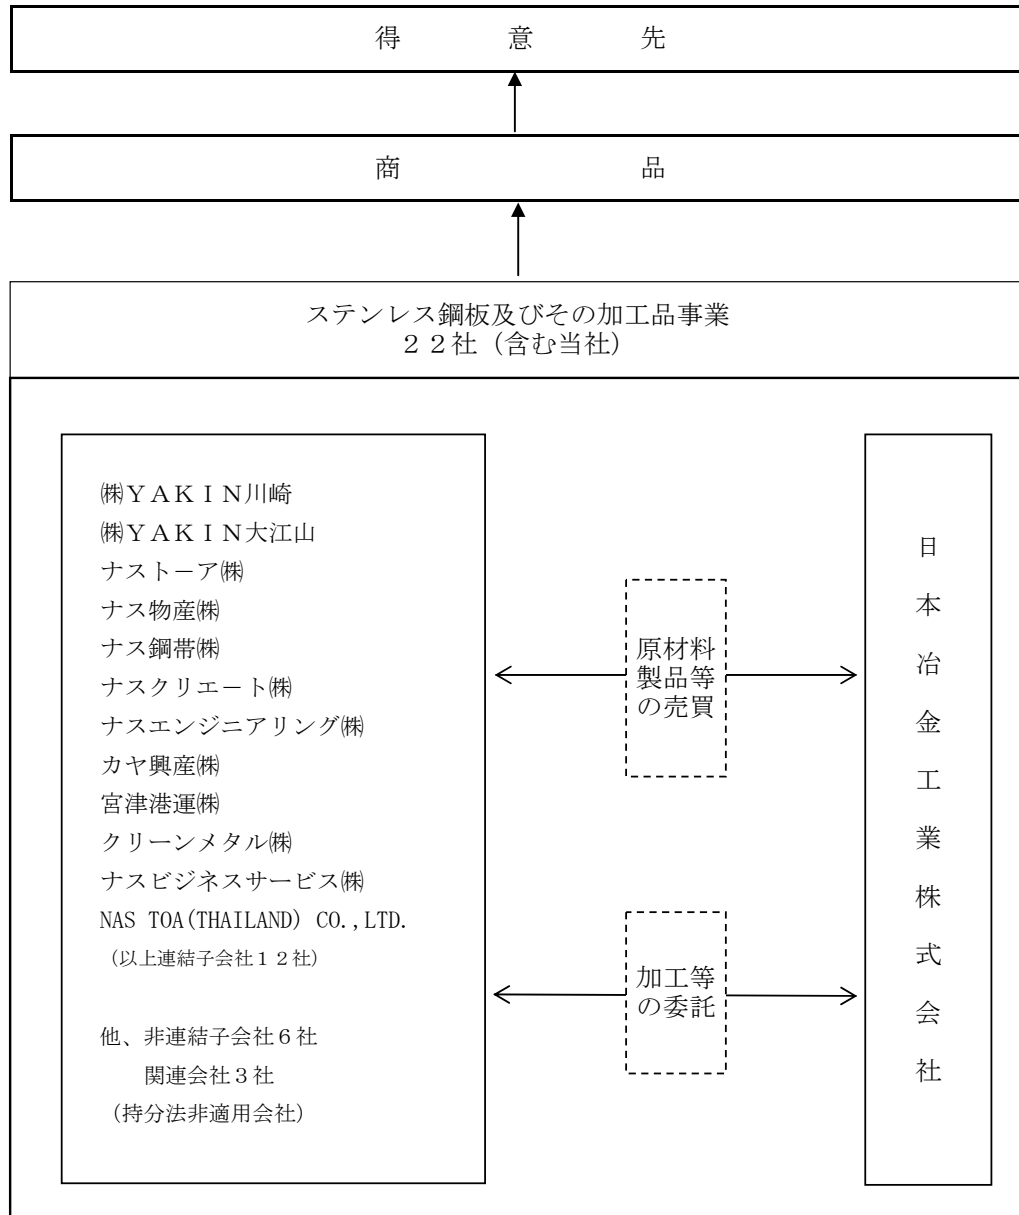 得意先
商品
ステンレス鋼板及びその加工品事業
２２社（含む当社）
㈱ＹＡＫＩＮ川崎
㈱ＹＡＫＩＮ大江山
ナストーア㈱
ナス物産㈱
ナス鋼帯㈱
ナスクリエート㈱
ナスエンジニアリング㈱
カヤ興産㈱
宮津港運㈱
クリーンメタル㈱
ナスビジネスサービス㈱
NAS TOA(THAILAND) CO.,LTD.
（以上連結子会社１２社）
他、非連結子会社６社
関連会社３社
（持分法非適用会社）
原材料
製品等
の売買
加工等
の委託
日本冶金工業株式会社